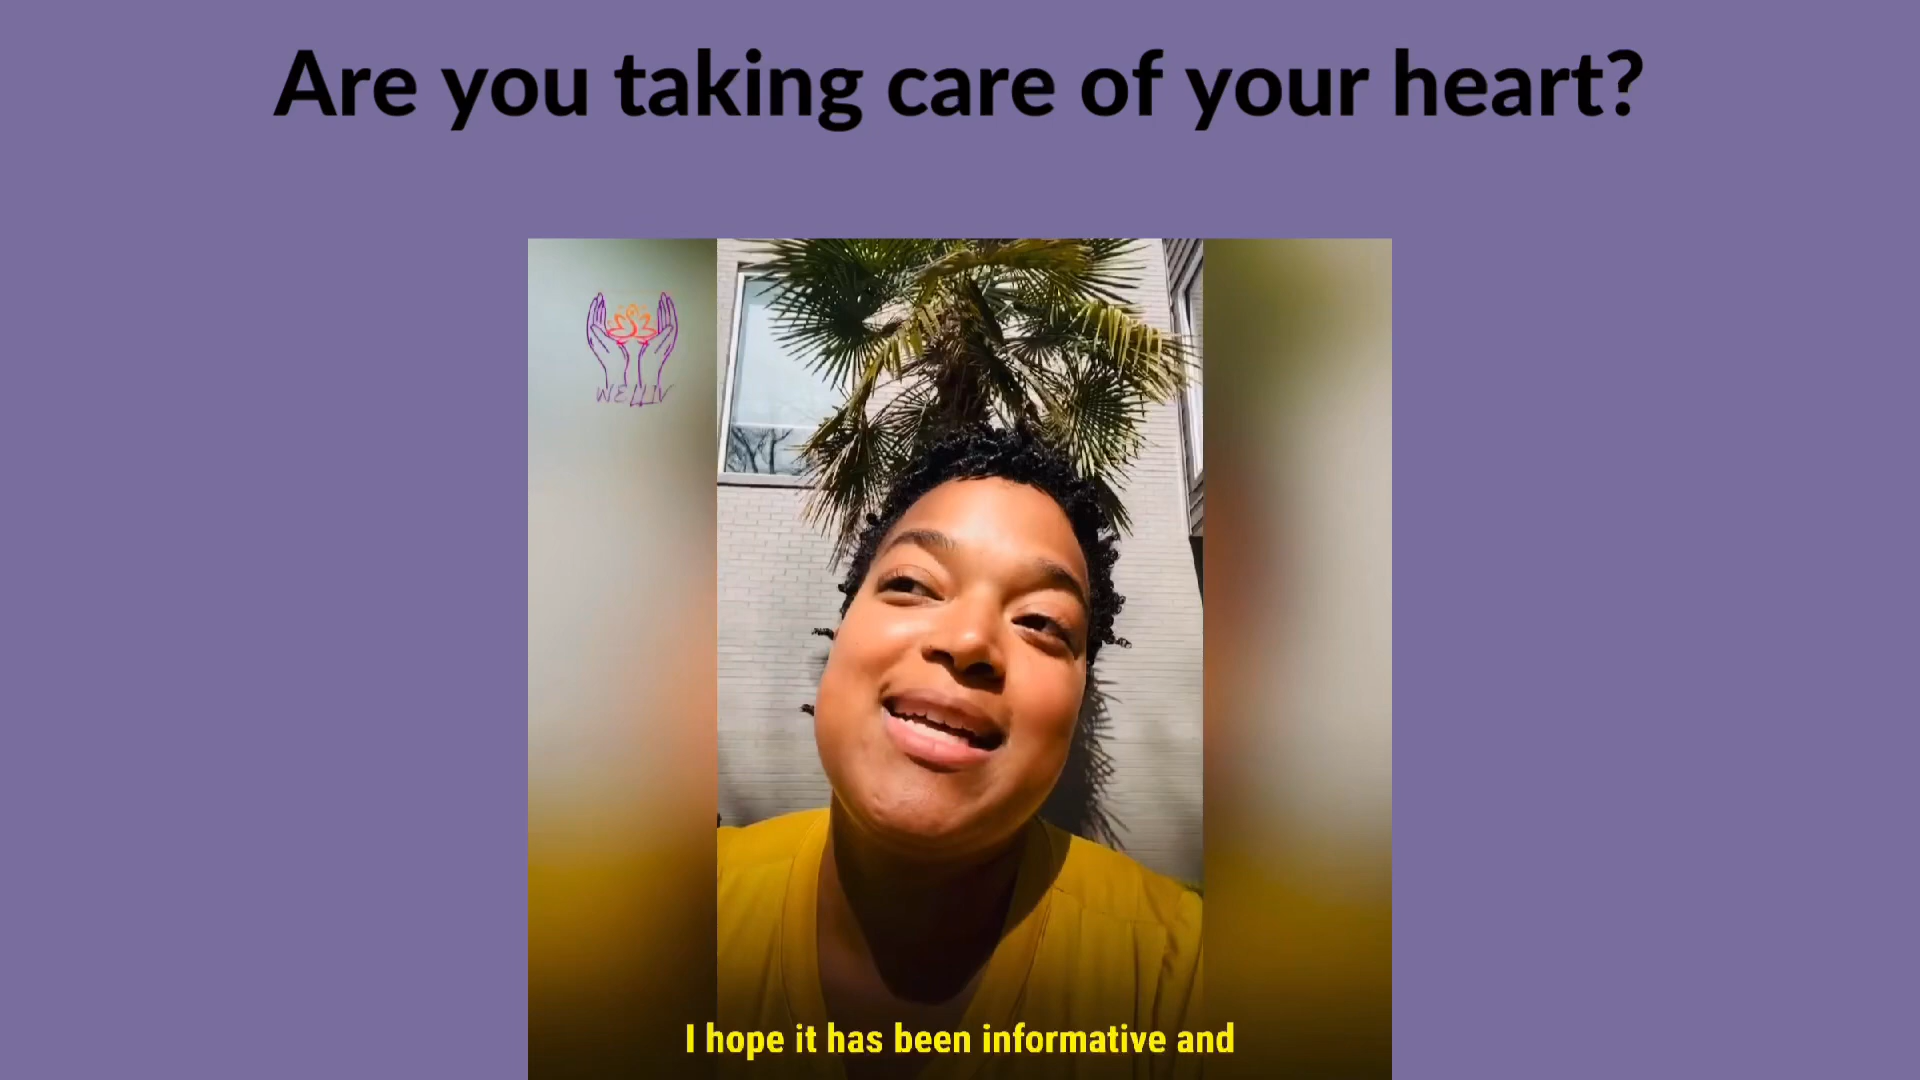 Are you taking care of your heart?
WELLIV
I hope it has been informative and